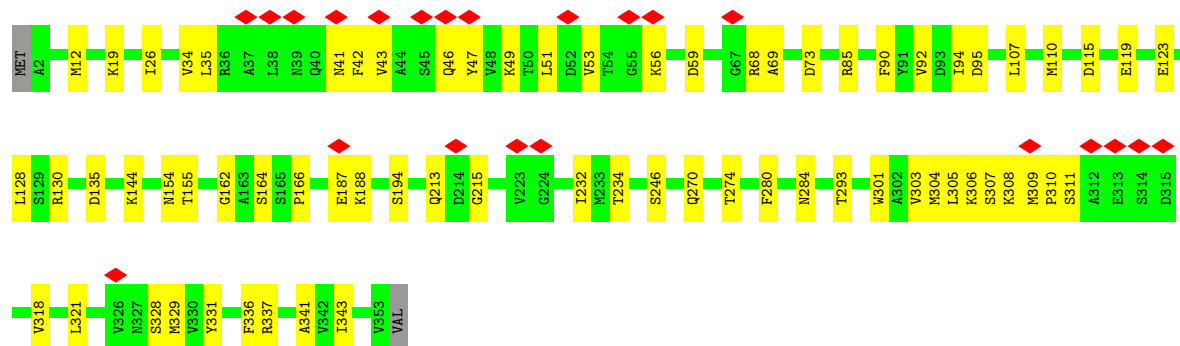 MET A2 M12 K19 I26 V34 L35 R36 A37 L38 N39 Q40 N41 F42 V43 A44 S45 Q46 Y47 V48 K49 T50 L51 D52 V53 T54 G55 K56 D59 G67 R68 A69 D73 R85 F90 Y91 V92 D93 I94 D95 L107 M110 D115 E119 E123
L128 S129 R130 D135 K144 N154 T155 G162 A163 S164 S165 P166 E187 K188 S194 Q213 D214 G215 V223 G224 I232 M233 T234 S246 Q270 T274 F280 N284 T293 W301 A302 V303 M304 L305 K306 S307 K308 M309 P310 S311 A312 E313 S314 D315
V318 L321 V326 N327 S328 M329 V330 Y331 F336 R337 A341 V342 I343 V353 VAL